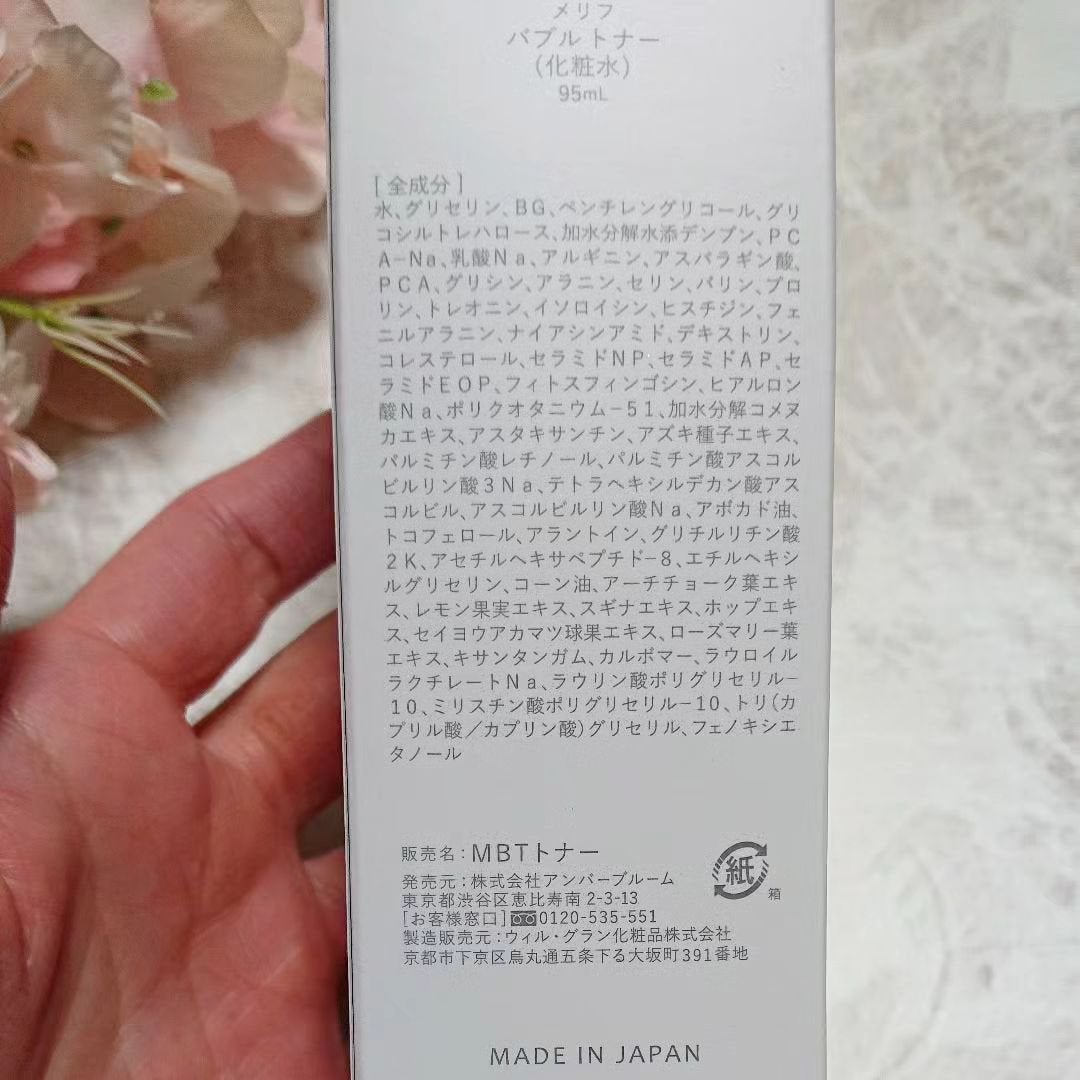 メリフ
バブルトナー
(化粧水)
95mL
[全成分]
水、グリセリン、BG、ペンチレングリコール、グリ
コシルトレハロース、加水分解水添デンプン、PC
A-Na、乳酸Na、アルギニン、アスパラギン酸、
PCA、グリシン、アラニン、セリン、バリン、プロ
リン、トレオニン、イソロイシン、ヒスチジン、フェ
ニルアラニン、ナイアシンアミド、デキストリン、
コレステロール、セラミドNP、セラミドAP、セ
ラミドEOP、フィトスフィンゴシン、ヒアルロン
酸Na、ポリクオタニウム-51、加水分解コメヌ
カエキス、アスタキサンチン、アズキ種子エキス、
パルミチン酸レチノール、パルミチン酸アスコル
ビルリン酸3Na、テトラヘキシルデカン酸アス
コルビル、アスコルビルリン酸Na、アボカド油、
トコフェロール、アラントイン、グリチルリチン酸
2K、アセチルヘキサペプチド-8、エチルヘキシ
ルグリセリン、コーン油、アーチチョーク葉エキ
ス、レモン果実エキス、スギナエキス、ホップエキ
ス、セイヨウアカマツ球果エキス、ローズマリー葉
エキス、キサンタンガム、カルボマー、ラウロイル
ラクチレートNa、ラウリン酸ポリグリセリル-
10、ミリスチン酸ポリグリセリル-10、トリ(カ
プリル酸/カプリン酸)グリセリル、フェノキシエ
タノール
販売名:MBTトナー
発売元:株式会社アンバーブルーム
東京都渋谷区恵比寿南2-3-13
[お客様窓口]0120-535-551
製造販売元:ウィル・グラン化粧品株式会社
京都市下京区烏丸通五条下る大坂町391番地
紙
箱
MADE IN JAPAN